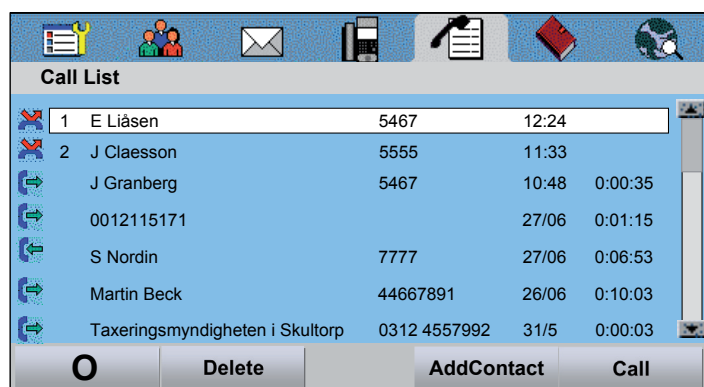 Call List
1 E Liåsen 5467 12:24
2 J Claesson 5555 11:33
J Granberg 5467 10:48 0:00:35
0012115171 27/06 0:01:15
S Nordin 7777 27/06 0:06:53
Martin Beck 44667891 26/06 0:10:03
Taxeringsmyndigheten i Skultorp 0312 4557992 31/5 0:00:03
O Delete AddContact Call